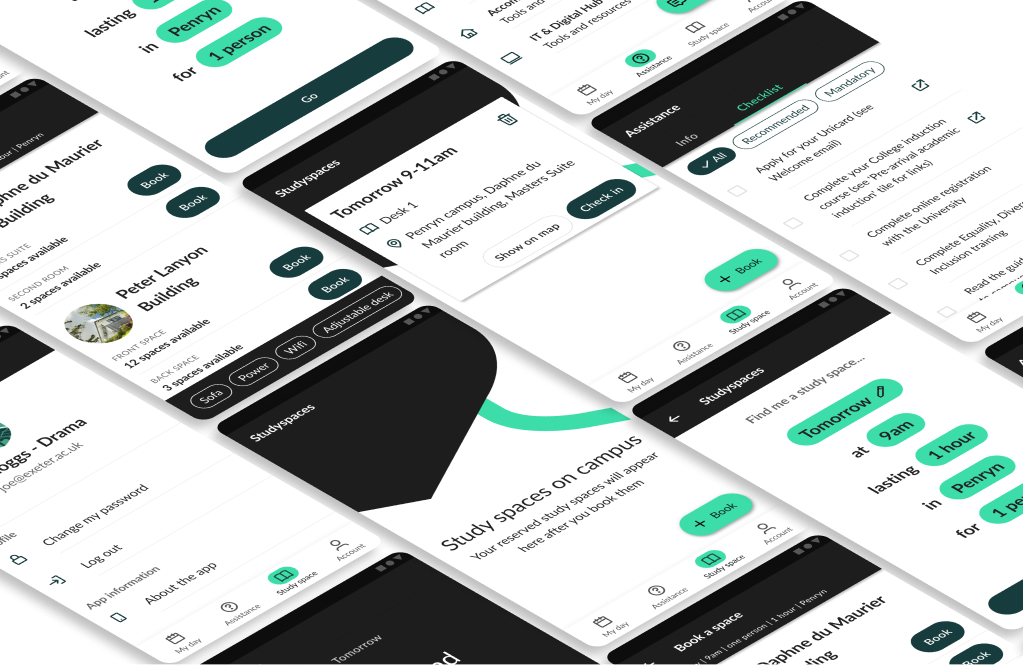 lasting
in Penryn
for 1 person
Go
Tools and
IT & Digital Hub
Tools and resources
My day
Assistance
Study space
Assistance
Info
Checklist
All
Recommended
Mandatory
Apply for your Unicard (see
Welcome email)
Complete your College induction
course (see 'Pre-arrival academic
induction' tile for links)
Complete online registration
with the University
Complete Equality, Diver
Inclusion training
Read the guid
My day
Studyspaces
Tomorrow 9-11am
Desk 1
Penryn campus, Daphne du
Maurier building, Masters Suite
room
Show on map
Check in
+ Book
My day
Assistance
Study space
Account
| Penryn
phne du Maurier
Building
Book
SUITE
spaces available
Book
SECOND ROOM
2 spaces available
Peter Lanyon
Building
FRONT SPACE
12 spaces available
Book
BACK SPACE
3 spaces available
Book
Sofa
Power
Wifi
Adjustable desk
Studyspaces
Study spaces on campus
Your reserved study spaces will appear
here after you book them
+ Book
My day
Assistance
Study space
Account
Studyspaces
Find me a study space...
Tomorrow
at 9am
lasting 1 hour
in Penryn
for 1 pe
oggs - Drama
joe@exeter.ac.uk
Change my password
Log out
App information
About the app
My day
Assistance
Study space
Account
Tomorrow
Book a space
| 9am | one person | 1 hour | Penryn
Daphne du Maurier
Book
Book